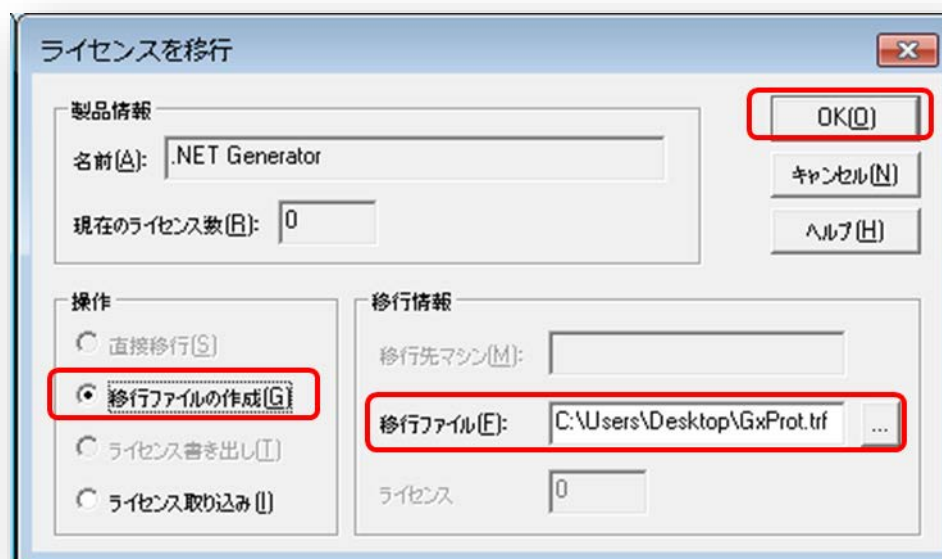 ライセンスを移行
製品情報
名前(A): .NET Generator
現在のライセンス数(R): 0
OK(O)
キャンセル(N)
ヘルプ(H)
操作
直接移行(S)
移行ファイルの作成(G)
ライセンス書き出し(T)
ライセンス取り込み(I)
移行情報
移行先マシン(M):
移行ファイル(F): C:\Users\Desktop\GxProt.trf ...
ライセンス 0